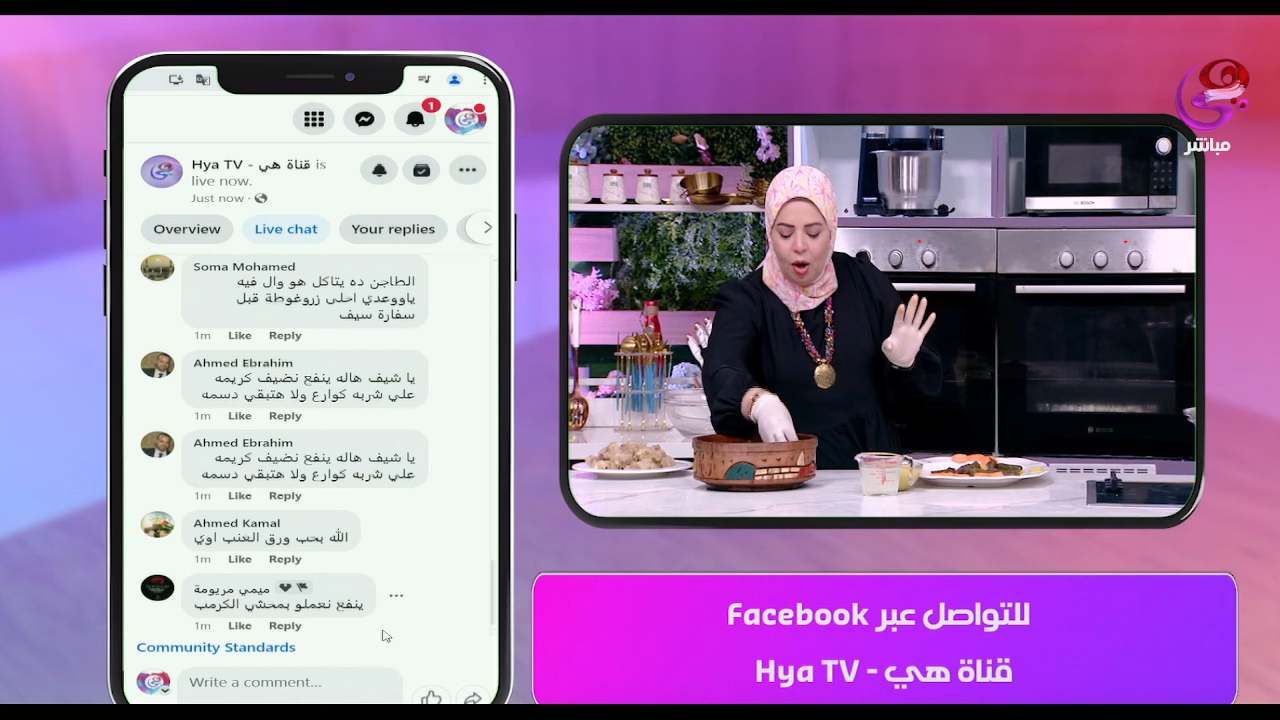 مباشر
1
Hya TV - قناة هي is
live now.
Just now
Overview
Live chat
Your replies
Soma Mohamed
الطاجن ده يتاكل هو وال فيه
ياووعدي احلى زروغوطة قبل
سفارة سيف
1m Like Reply
Ahmed Ebrahim
يا شيف هاله ينفع نضيف كريمه
علي شربه كوارع ولا هتبقي دسمه
1m Like Reply
Ahmed Ebrahim
يا شيف هاله ينفع نضيف كريمه
علي شربه كوارع ولا هتبقي دسمه
1m Like Reply
Ahmed Kamal
الله بحب ورق العنب اوي
1m Like Reply
ميمي مريومة
ينفع نعملو بمحشي الكرمب
1m Like Reply
Community Standards
Write a comment...
BOSCH
BOSCH
للتواصل عبر Facebook
قناة هي - Hya TV